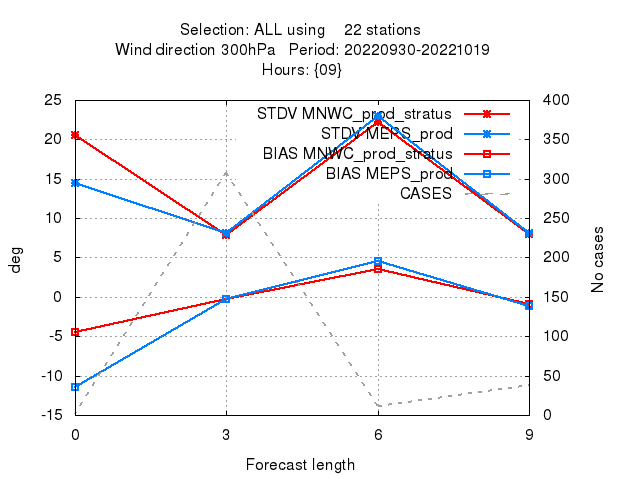 Selection: ALL using 22 stations
Wind direction 300hPa Period: 20220930-20221019
Hours: {09}
25
20
15
10
5
0
-5
-10
-15
deg
STDV MNWC_prod_stratus
STDV MEPS_prod
BIAS MNWC_prod_stratus
BIAS MEPS_prod
CASES
400
350
300
250
200
150
100
50
0
No cases
0 3 6 9
Forecast length